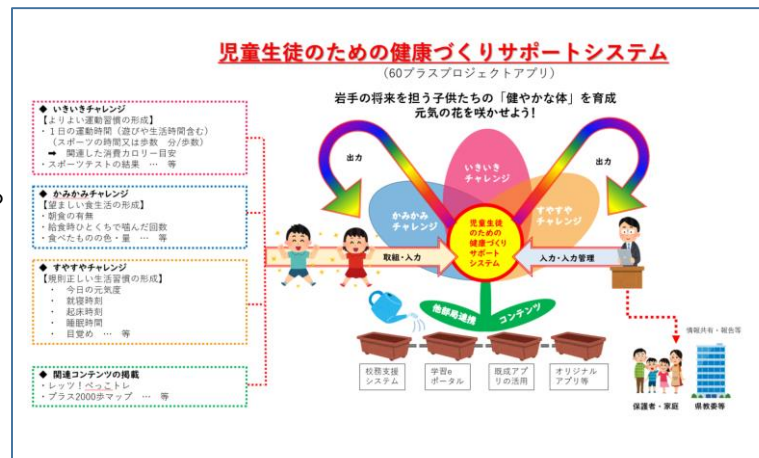 児童生徒のための健康づくりサポートシステム
(60プラスプロジェクトアプリ)
岩手の将来を担う子供たちの「健やかな体」を育成
元気の花を咲かせよう!
◆ いきいきチャレンジ
【よりよい運動習慣の形成】
・1日の運動時間(遊びや生活時間含む)
(スポーツの時間又は歩数 分/歩数)
➡ 関連した消費カロリー目安
・スポーツテストの結果 … 等
◆ かみかみチャレンジ
【望ましい食生活の形成】
・朝食の有無
・給食時ひとくちで噛んだ回数
・食べたものの色・量 … 等
◆ すやすやチャレンジ
【規則正しい生活習慣の形成】
・ 今日の元気度
・ 就寝時刻
・ 起床時刻
・ 睡眠時間
・ 目覚め … 等
◆ 関連コンテンツの掲載
・レッツ!ぺっこトレ
・プラス2000歩マップ … 等
出力
いきいき
チャレンジ
出力
かみかみ
チャレンジ
すやすや
チャレンジ
児童生徒
のための
健康づくり
サポート
システム
取組・入力
入力・入力管理
他部局連携
コンテンツ
校務支援
システム
学習e
ポータル
既成アプ
リの活用
オリジナル
アプリ等
情報共有・報告等
保護者・家庭
県教委等